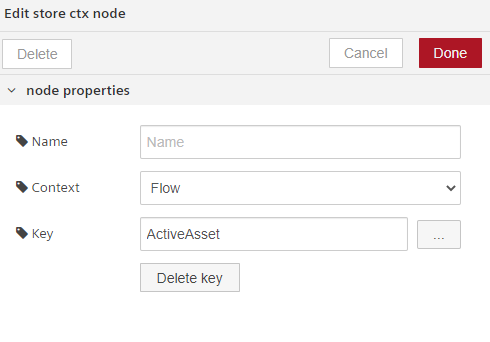 Edit store ctx node
Delete
Cancel
Done
node properties
Name
Name
Context
Flow
Key
ActiveAsset
...
Delete key